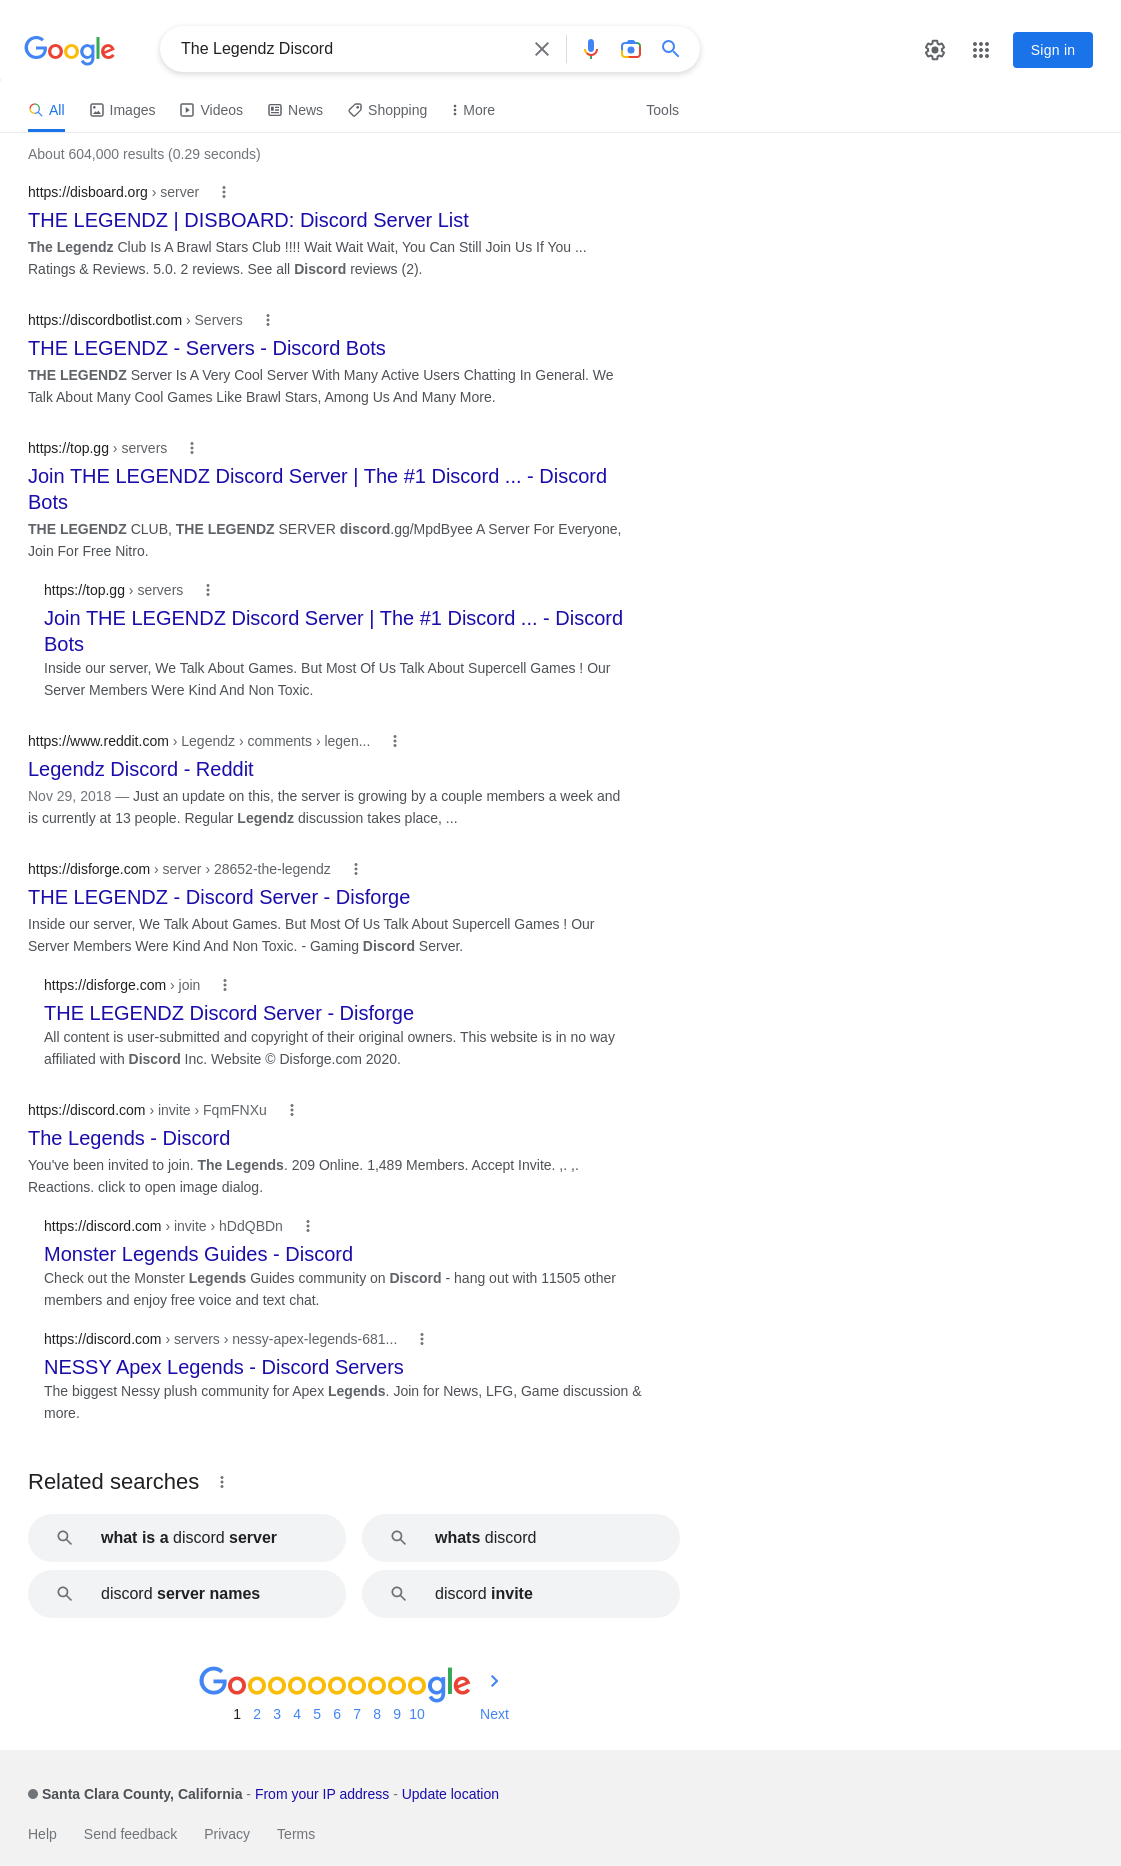 Google
The Legendz Discord
Sign in
All Images Videos News Shopping More Tools
About 604,000 results (0.29 seconds)
https://disboard.org › server
THE LEGENDZ | DISBOARD: Discord Server List
The Legendz Club Is A Brawl Stars Club !!!! Wait Wait Wait, You Can Still Join Us If You ...
Ratings & Reviews. 5.0. 2 reviews. See all Discord reviews (2).
https://discordbotlist.com › Servers
THE LEGENDZ - Servers - Discord Bots
THE LEGENDZ Server Is A Very Cool Server With Many Active Users Chatting In General. We
Talk About Many Cool Games Like Brawl Stars, Among Us And Many More.
https://top.gg › servers
Join THE LEGENDZ Discord Server | The #1 Discord ... - Discord
Bots
THE LEGENDZ CLUB, THE LEGENDZ SERVER discord.gg/MpdByee A Server For Everyone,
Join For Free Nitro.
https://top.gg › servers
Join THE LEGENDZ Discord Server | The #1 Discord ... - Discord
Bots
Inside our server, We Talk About Games. But Most Of Us Talk About Supercell Games ! Our
Server Members Were Kind And Non Toxic.
https://www.reddit.com › Legendz › comments › legen...
Legendz Discord - Reddit
Nov 29, 2018 — Just an update on this, the server is growing by a couple members a week and
is currently at 13 people. Regular Legendz discussion takes place, ...
https://disforge.com › server › 28652-the-legendz
THE LEGENDZ - Discord Server - Disforge
Inside our server, We Talk About Games. But Most Of Us Talk About Supercell Games ! Our
Server Members Were Kind And Non Toxic. - Gaming Discord Server.
https://disforge.com › join
THE LEGENDZ Discord Server - Disforge
All content is user-submitted and copyright of their original owners. This website is in no way
affiliated with Discord Inc. Website © Disforge.com 2020.
https://discord.com › invite › FqmFNXu
The Legends - Discord
You've been invited to join. The Legends. 209 Online. 1,489 Members. Accept Invite. ,. ,.
Reactions. click to open image dialog.
https://discord.com › invite › hDdQBDn
Monster Legends Guides - Discord
Check out the Monster Legends Guides community on Discord - hang out with 11505 other
members and enjoy free voice and text chat.
https://discord.com › servers › nessy-apex-legends-681...
NESSY Apex Legends - Discord Servers
The biggest Nessy plush community for Apex Legends. Join for News, LFG, Game discussion &
more.
Related searches
what is a discord server
whats discord
discord server names
discord invite
Goooooooooogle
1 2 3 4 5 6 7 8 9 10 Next
Santa Clara County, California - From your IP address - Update location
Help Send feedback Privacy Terms